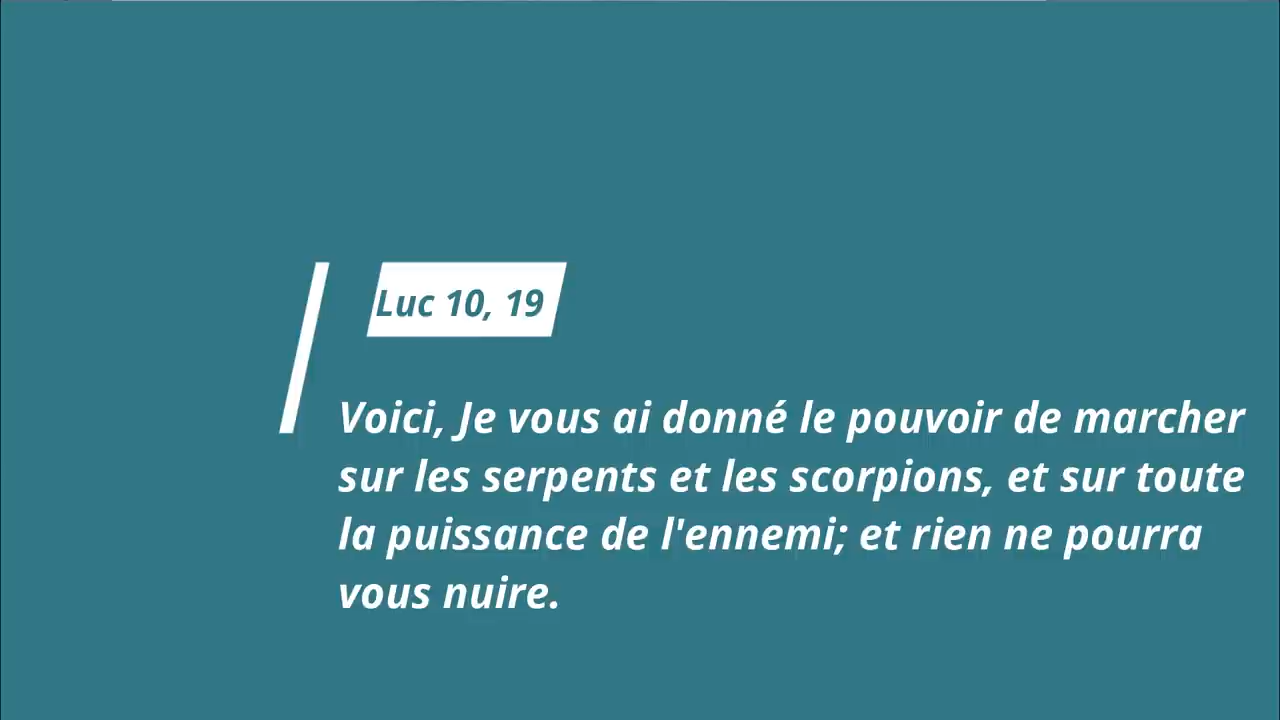 Luc 10, 19
Voici, Je vous ai donné le pouvoir de marcher
sur les serpents et les scorpions, et sur toute
la puissance de l'ennemi; et rien ne pourra
vous nuire.